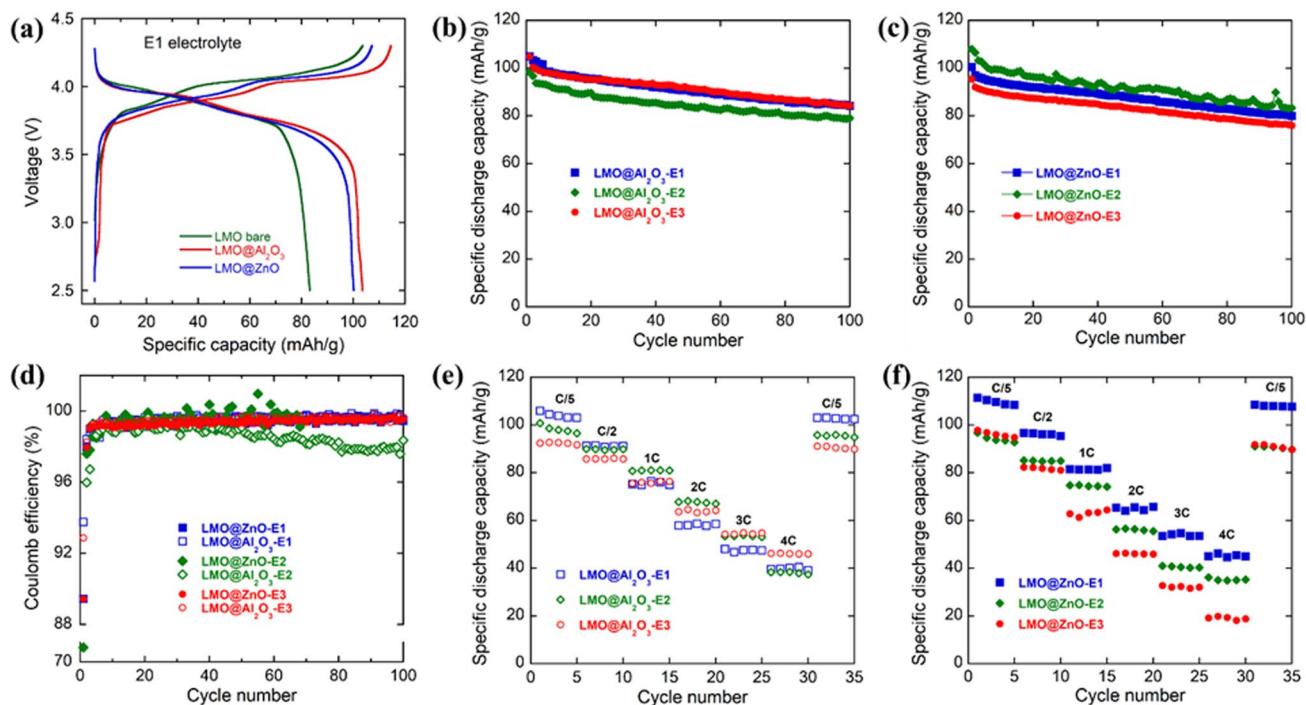 (a)
E1 electrolyte
Voltage (V)
4.5
4.0
3.5
3.0
2.5
LMO bare
LMO@Al₂O₃
LMO@ZnO
0 20 40 60 80 100 120
Specific capacity (mAh/g)
(b)
Specific discharge capacity (mAh/g)
120
100
80
60
40
20
0
LMO@Al₂O₃-E1
LMO@Al₂O₃-E2
LMO@Al₂O₃-E3
0 20 40 60 80 100
Cycle number
(c)
Specific discharge capacity (mAh/g)
120
100
80
60
40
20
0
LMO@ZnO-E1
LMO@ZnO-E2
LMO@ZnO-E3
0 20 40 60 80 100
Cycle number
(d)
Coulomb efficiency (%)
100
96
92
88
70
LMO@ZnO-E1
LMO@Al₂O₃-E1
LMO@ZnO-E2
LMO@Al₂O₃-E2
LMO@ZnO-E3
LMO@Al₂O₃-E3
0 20 40 60 80 100
Cycle number
(e)
Specific discharge capacity (mAh/g)
120
100
80
60
40
20
0
C/5
C/2
1C
2C
3C
4C
C/5
LMO@Al₂O₃-E1
LMO@Al₂O₃-E2
LMO@Al₂O₃-E3
0 5 10 15 20 25 30 35
Cycle number
(f)
Specific discharge capacity (mAh/g)
120
100
80
60
40
20
0
C/5
C/2
1C
2C
3C
4C
C/5
LMO@ZnO-E1
LMO@ZnO-E2
LMO@ZnO-E3
0 5 10 15 20 25 30 35
Cycle number